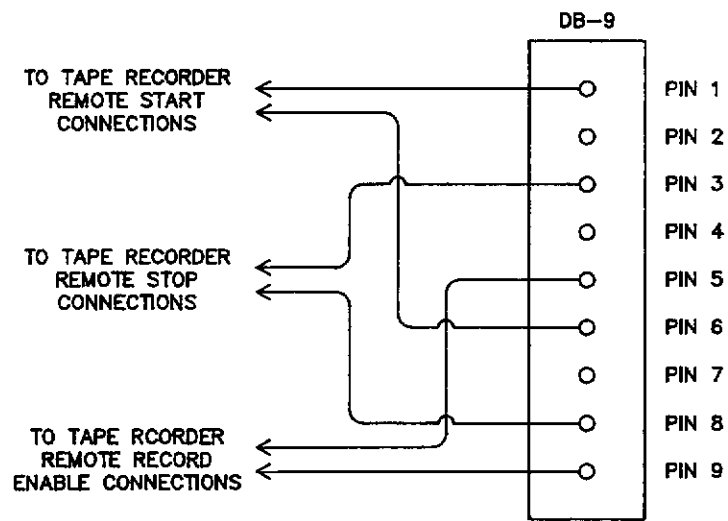 DB-9
TO TAPE RECORDER
REMOTE START
CONNECTIONS
PIN 1
PIN 2
PIN 3
PIN 4
TO TAPE RECORDER
REMOTE STOP
CONNECTIONS
PIN 5
PIN 6
PIN 7
PIN 8
TO TAPE RCORDER
REMOTE RECORD
ENABLE CONNECTIONS
PIN 9